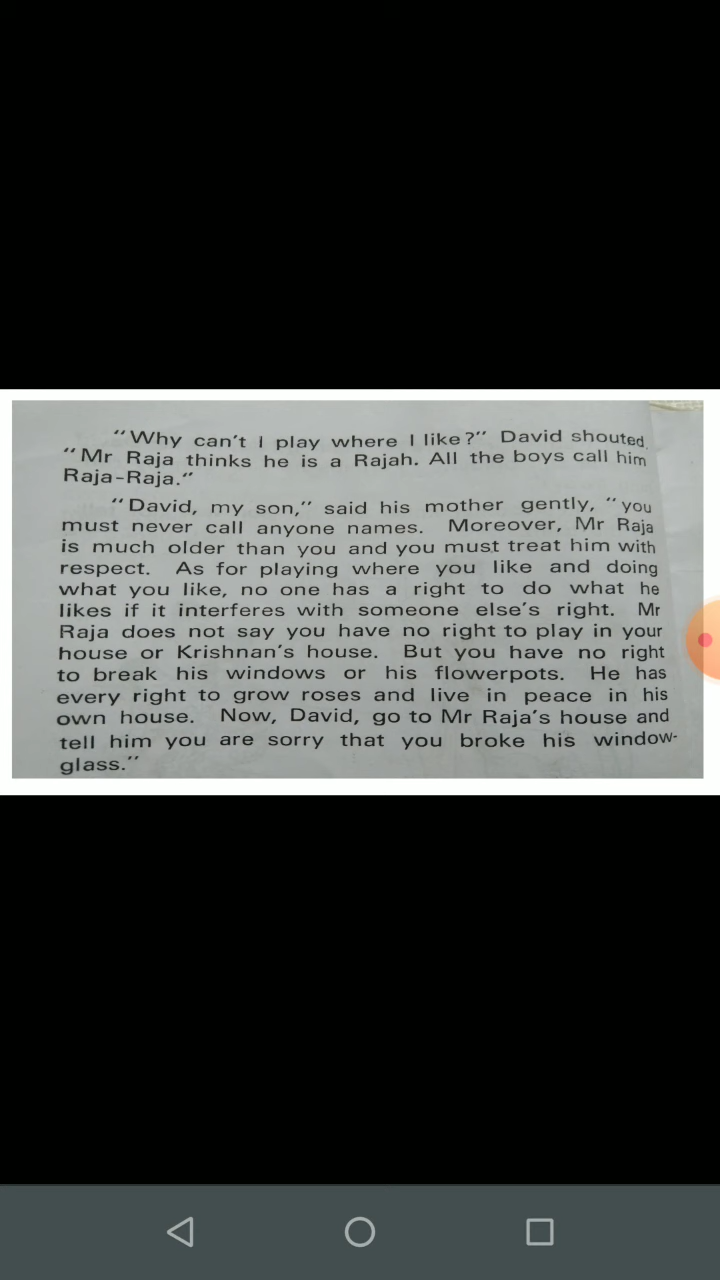 “Why can’t I play where I like?” David shouted.
“Mr Raja thinks he is a Rajah. All the boys call him
Raja-Raja.”
“David, my son,” said his mother gently, “you
must never call anyone names. Moreover, Mr Raja
is much older than you and you must treat him with
respect. As for playing where you like and doing
what you like, no one has a right to do what he
likes if it interferes with someone else’s right. Mr
Raja does not say you have no right to play in your
house or Krishnan’s house. But you have no right
to break his windows or his flowerpots. He has
every right to grow roses and live in peace in his
own house. Now, David, go to Mr Raja’s house and
tell him you are sorry that you broke his window-
glass.”